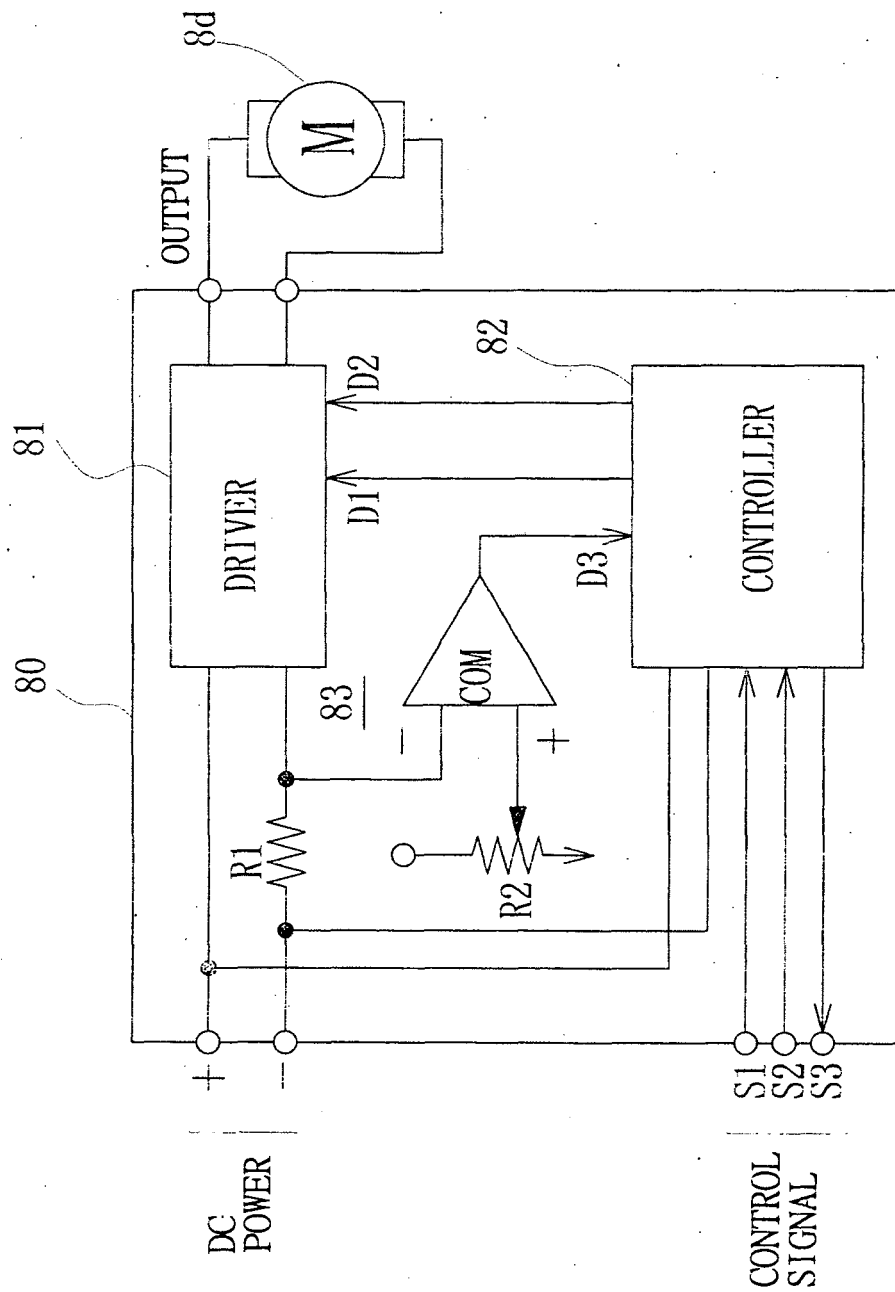 80
81
8d
OUTPUT
M
DRIVER
DC
POWER
+
-
R1
83
D1
D2
-
+
COM
R2
D3
82
CONTROLLER
CONTROL
SIGNAL
S1
S2
S3